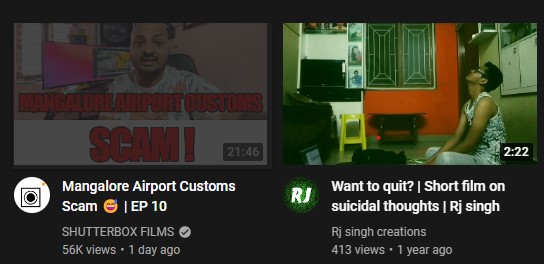 MANGALORE AIRPORT CUSTOMS
SCAM !
21:46
2:22
Mangalore Airport Customs
Scam 😅 | EP 10
SHUTTERBOX FILMS
56K views • 1 day ago
RJ
Want to quit? | Short film on
suicidal thoughts | Rj singh
Rj singh creations
413 views • 1 year ago